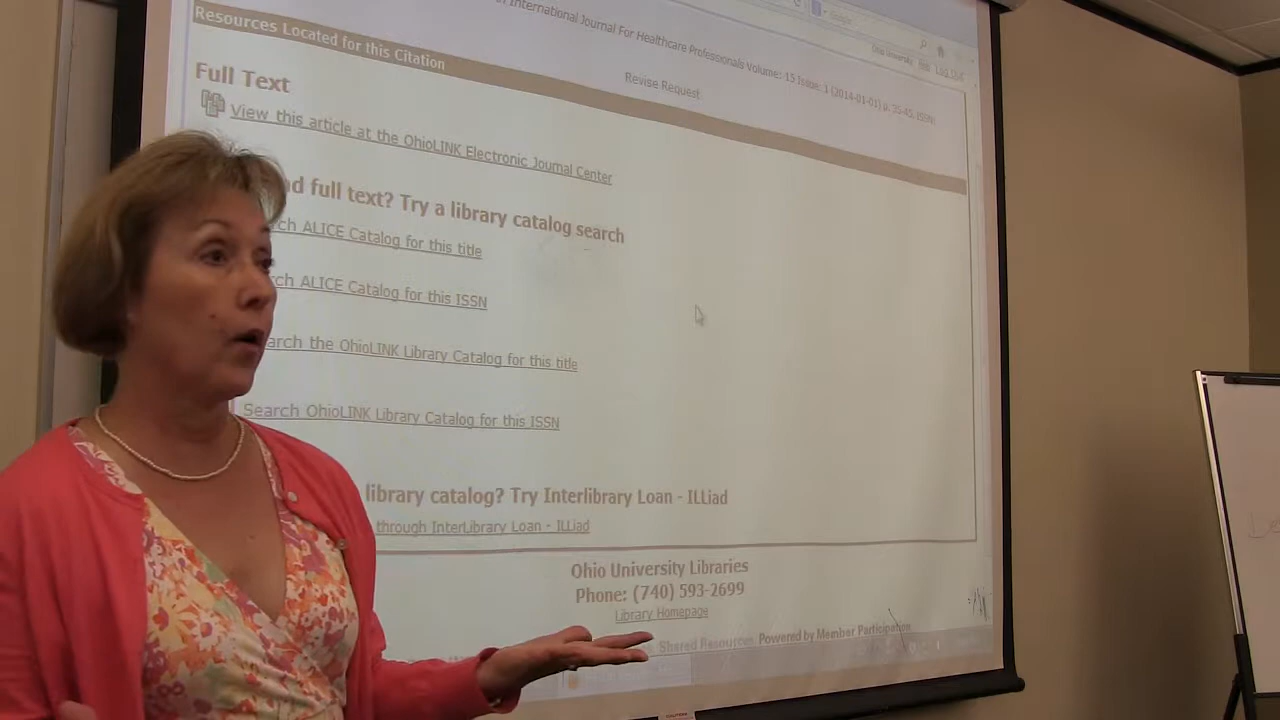 International Journal For Healthcare Professionals Volume: 15 Issue: 1 (2014-01-01) p. 35-45. ISSN:
Resources Located for this Citation
Revise Request
Full Text
View this article at the OhioLINK Electronic Journal Center
full text? Try a library catalog search
ALICE Catalog for this title
ALICE Catalog for this ISSN
the OhioLINK Library Catalog for this title
Search OhioLINK Library Catalog for this ISSN
library catalog? Try Interlibrary Loan - ILLiad
through InterLibrary Loan - ILLiad
Ohio University Libraries
Phone: (740) 593-2699
Library Homepage
Shared Resources. Powered by Member Participation